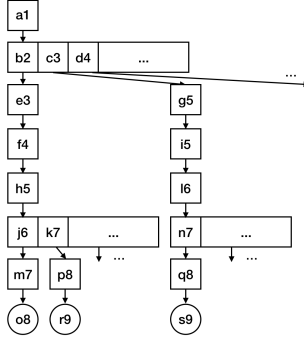 a1
b2 c3 d4 ...
...
e3 g5
f4 i5
h5 l6
j6 k7 ... n7 ...
... ...
m7 p8 q8
o8 r9 s9